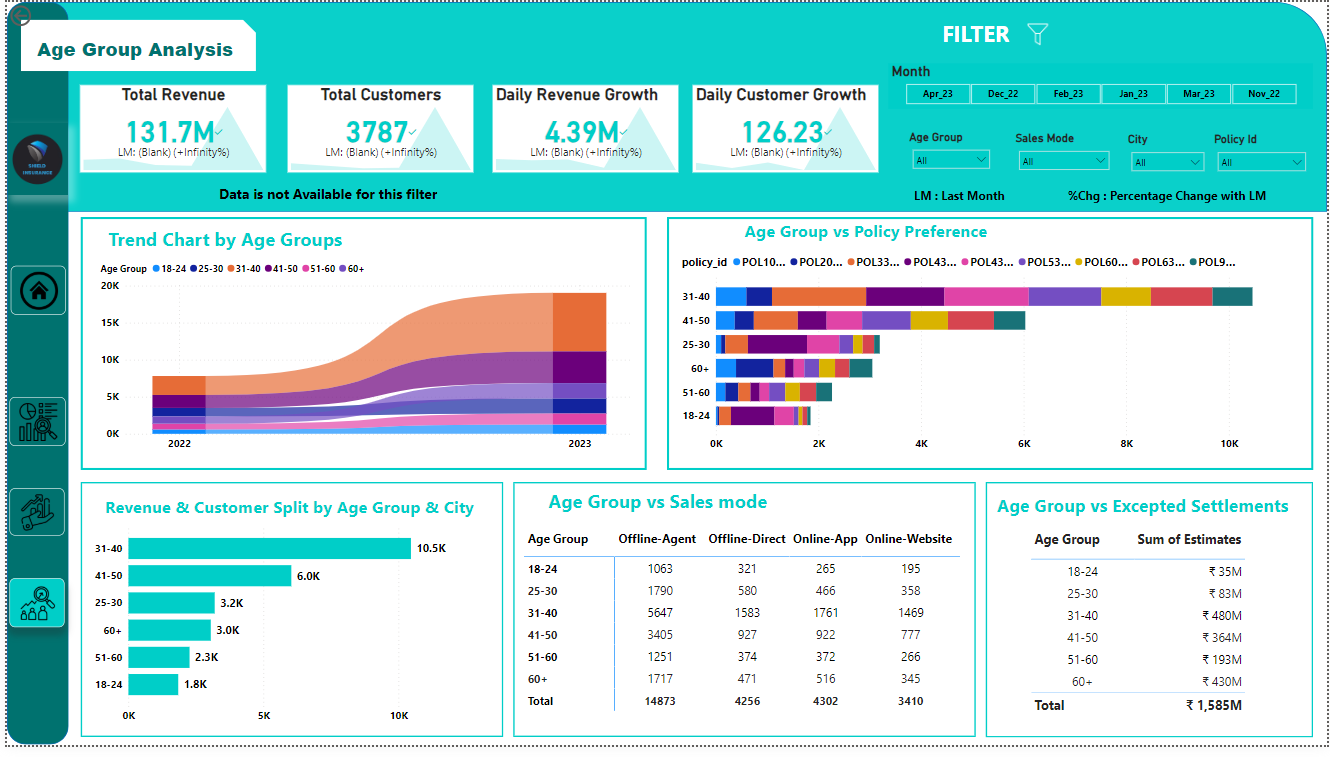 Age Group Analysis
FILTER
Month
Apr_23 Dec_22 Feb_23 Jan_23 Mar_23 Nov_22
Total Revenue
131.7M
LM: (Blank) (+Infinity%)
Total Customers
3787
LM: (Blank) (+Infinity%)
Daily Revenue Growth
4.39M
LM: (Blank) (+Infinity%)
Daily Customer Growth
126.23
LM: (Blank) (+Infinity%)
Age Group Sales Mode City Policy Id
All All All All
SHIELD
INSURANCE
Data is not Available for this filter
LM : Last Month %Chg : Percentage Change with LM
Trend Chart by Age Groups
Age Group 18-24 25-30 31-40 41-50 51-60 60+
20K
15K
10K
5K
0K
2022 2023
Age Group vs Policy Preference
policy_id POL10... POL20... POL33... POL43... POL43... POL53... POL60... POL63... POL9...
31-40
41-50
25-30
60+
51-60
18-24
0K 2K 4K 6K 8K 10K
Revenue & Customer Split by Age Group & City
31-40 10.5K
41-50 6.0K
25-30 3.2K
60+ 3.0K
51-60 2.3K
18-24 1.8K
0K 5K 10K
Age Group vs Sales mode
Age Group Offline-Agent Offline-Direct Online-App Online-Website
18-24 1063 321 265 195
25-30 1790 580 466 358
31-40 5647 1583 1761 1469
41-50 3405 927 922 777
51-60 1251 374 372 266
60+ 1717 471 516 345
Total 14873 4256 4302 3410
Age Group vs Excepted Settlements
Age Group Sum of Estimates
18-24 ₹ 35M
25-30 ₹ 83M
31-40 ₹ 480M
41-50 ₹ 364M
51-60 ₹ 193M
60+ ₹ 430M
Total ₹ 1,585M